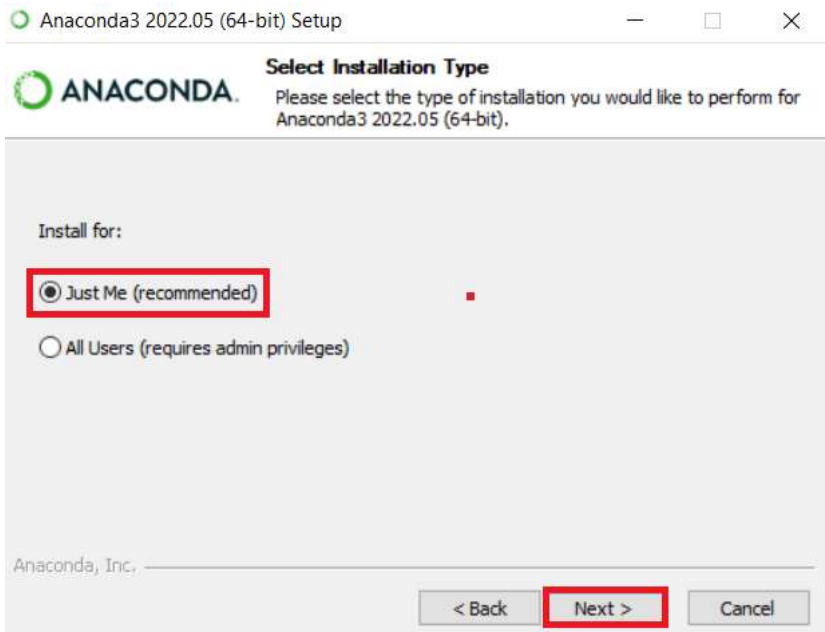 Anaconda3 2022.05 (64-bit) Setup
ANACONDA.
Select Installation Type
Please select the type of installation you would like to perform for
Anaconda3 2022.05 (64-bit).
Install for:
Just Me (recommended)
All Users (requires admin privileges)
Anaconda, Inc.
< Back
Next >
Cancel